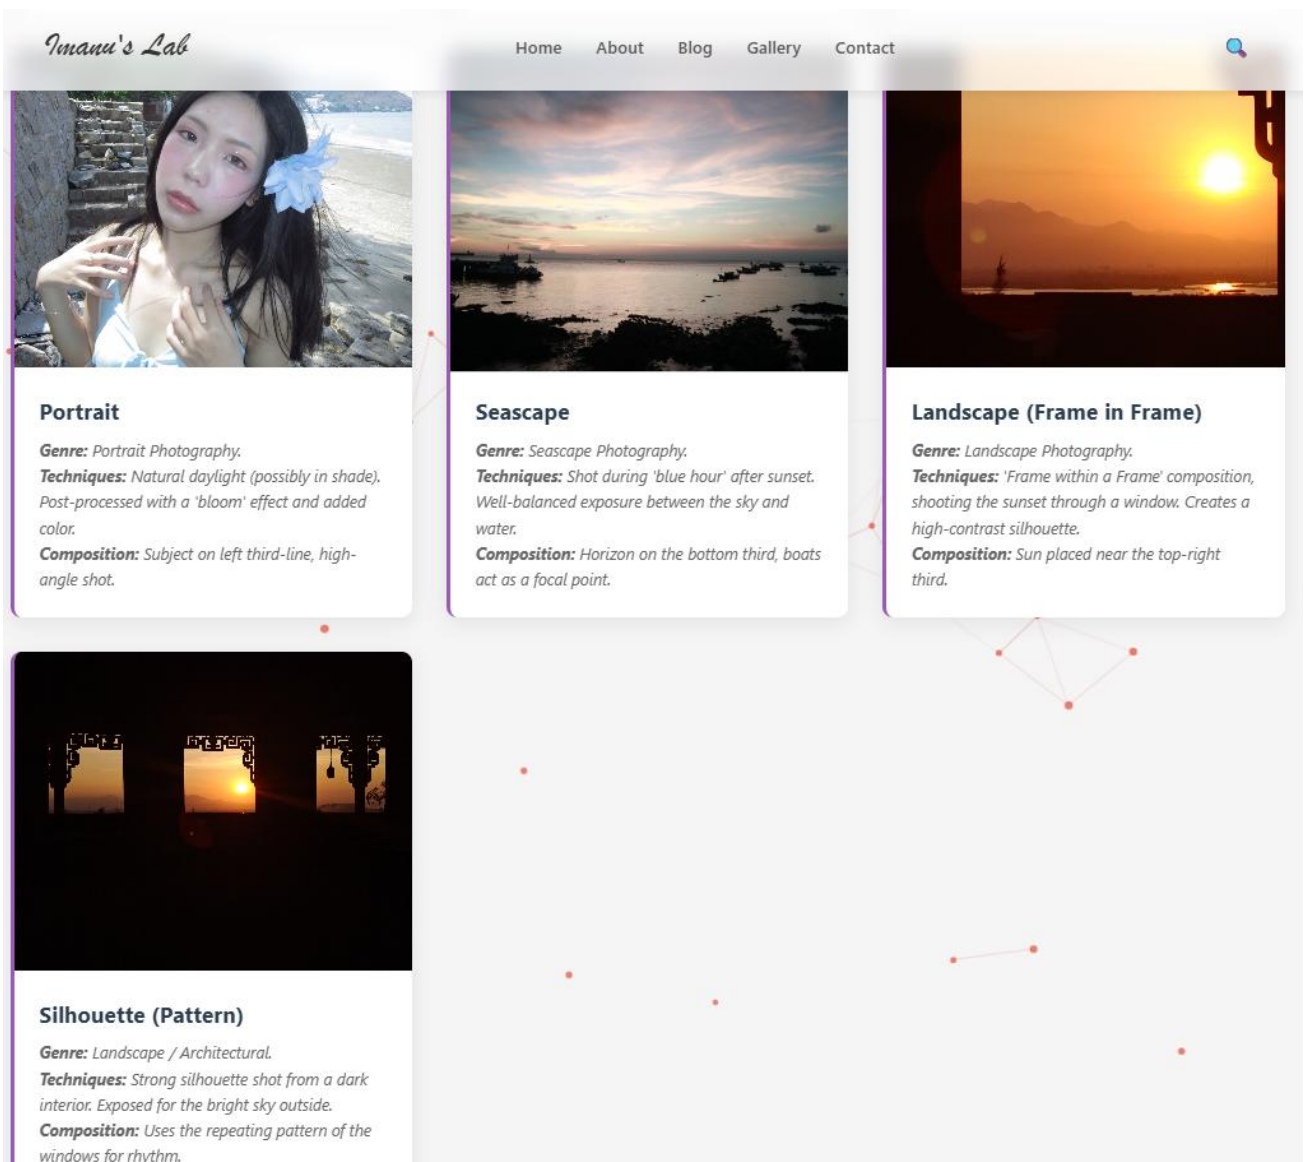 Imanu's Lab
Home About Blog Gallery Contact
Portrait
Genre: Portrait Photography.
Techniques: Natural daylight (possibly in shade).
Post-processed with a 'bloom' effect and added
color.
Composition: Subject on left third-line, high-
angle shot.
Seascape
Genre: Seascape Photography.
Techniques: Shot during 'blue hour' after sunset.
Well-balanced exposure between the sky and
water.
Composition: Horizon on the bottom third, boats
act as a focal point.
Landscape (Frame in Frame)
Genre: Landscape Photography.
Techniques: 'Frame within a Frame' composition,
shooting the sunset through a window. Creates a
high-contrast silhouette.
Composition: Sun placed near the top-right
third.
Silhouette (Pattern)
Genre: Landscape / Architectural.
Techniques: Strong silhouette shot from a dark
interior. Exposed for the bright sky outside.
Composition: Uses the repeating pattern of the
windows for rhythm.